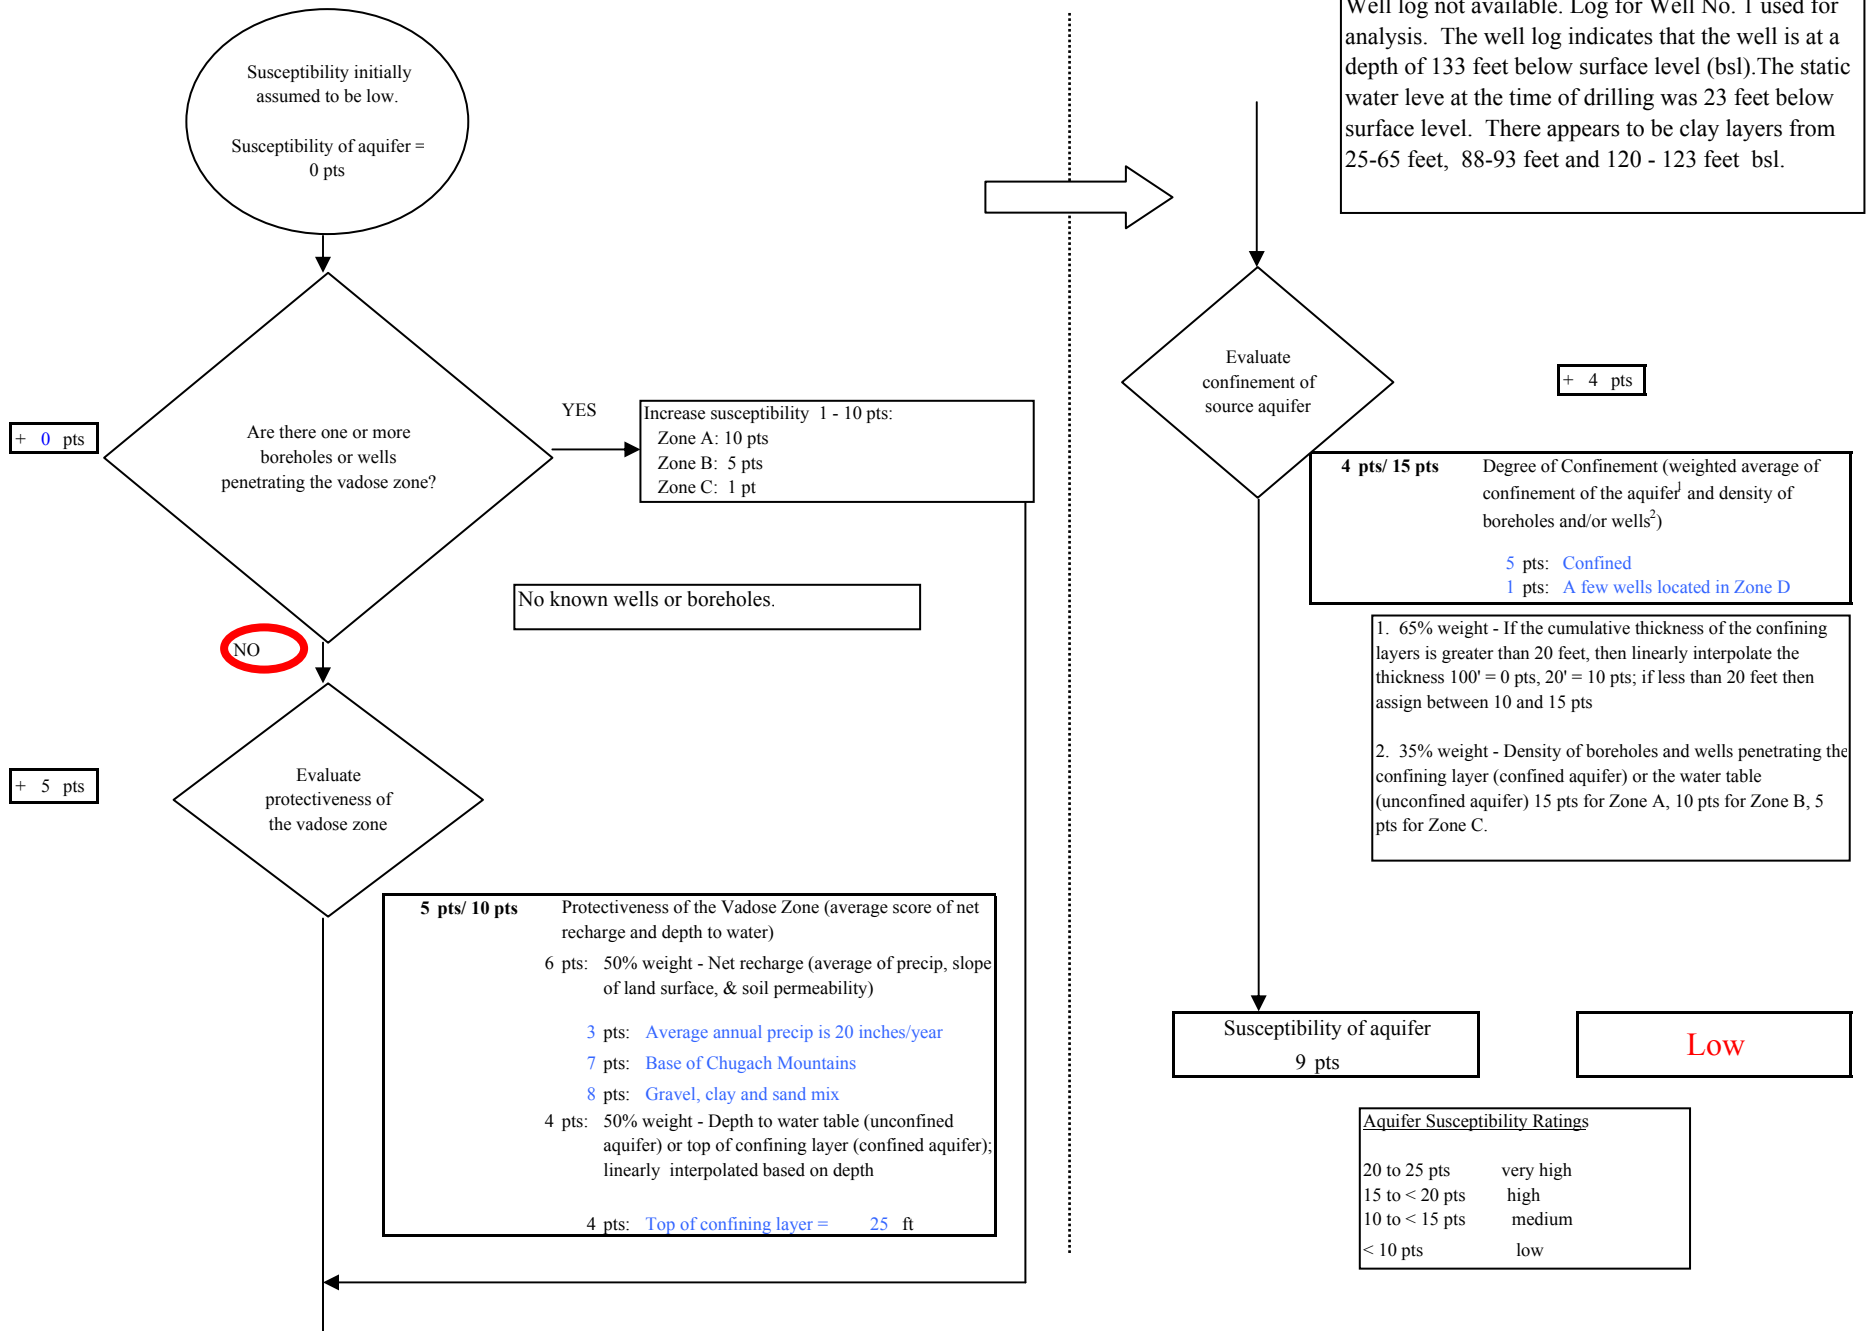 Susceptibility initially
assumed to be low.
Susceptibility of aquifer =
0 pts
+ 0 pts
Are there one or more
boreholes or wells
penetrating the vadose zone?
YES
Increase susceptibility 1 - 10 pts:
Zone A: 10 pts
Zone B: 5 pts
Zone C: 1 pt
No known wells or boreholes.
NO
+ 5 pts
Evaluate
protectiveness of
the vadose zone
5 pts/ 10 pts Protectiveness of the Vadose Zone (average score of net
recharge and depth to water)
6 pts: 50% weight - Net recharge (average of precip, slope
of land surface, & soil permeability)
3 pts: Average annual precip is 20 inches/year
7 pts: Base of Chugach Mountains
8 pts: Gravel, clay and sand mix
4 pts: 50% weight - Depth to water table (unconfined
aquifer) or top of confining layer (confined aquifer);
linearly interpolated based on depth
4 pts: Top of confining layer = 25 ft
Well log not available. Log for Well No. 1 used for
analysis. The well log indicates that the well is at a
depth of 133 feet below surface level (bsl).The static
water leve at the time of drilling was 23 feet below
surface level. There appears to be clay layers from
25-65 feet, 88-93 feet and 120 - 123 feet bsl.
Evaluate
confinement of
source aquifer
+ 4 pts
4 pts/ 15 pts Degree of Confinement (weighted average of
confinement of the aquifer1 and density of
boreholes and/or wells2)
5 pts: Confined
1 pts: A few wells located in Zone D
1. 65% weight - If the cumulative thickness of the confining
layers is greater than 20 feet, then linearly interpolate the
thickness 100' = 0 pts, 20' = 10 pts; if less than 20 feet then
assign between 10 and 15 pts
2. 35% weight - Density of boreholes and wells penetrating the
confining layer (confined aquifer) or the water table
(unconfined aquifer) 15 pts for Zone A, 10 pts for Zone B, 5
pts for Zone C.
Susceptibility of aquifer
9 pts
Low
Aquifer Susceptibility Ratings
20 to 25 pts very high
15 to < 20 pts high
10 to < 15 pts medium
< 10 pts low